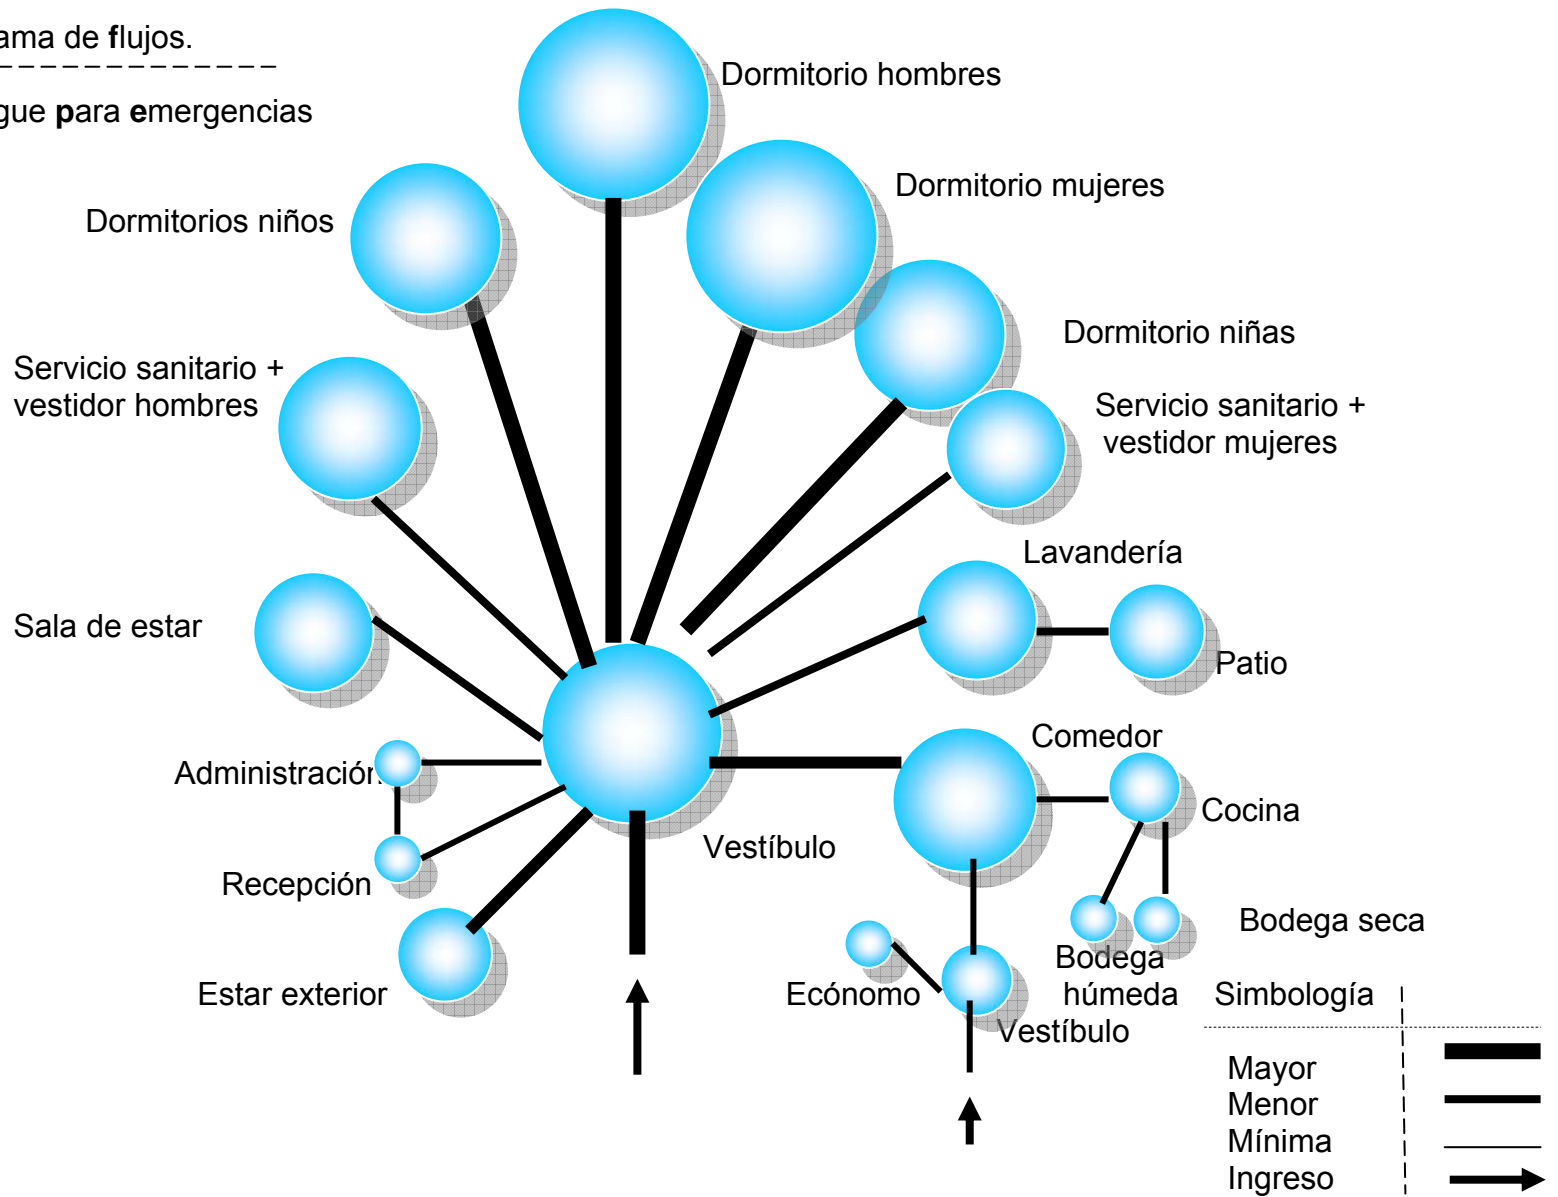 ama de flujos.
gue para emergencias
Dormitorio hombres
Dormitorio mujeres
Dormitorios niños
Dormitorio niñas
Servicio sanitario +
vestidor hombres
Servicio sanitario +
vestidor mujeres
Lavandería
Sala de estar
Patio
Comedor
Administración
Cocina
Vestíbulo
Recepción
Bodega seca
Bodega
húmeda
Estar exterior
Ecónomo
Vestíbulo
Simbología
Mayor
Menor
Mínima
Ingreso